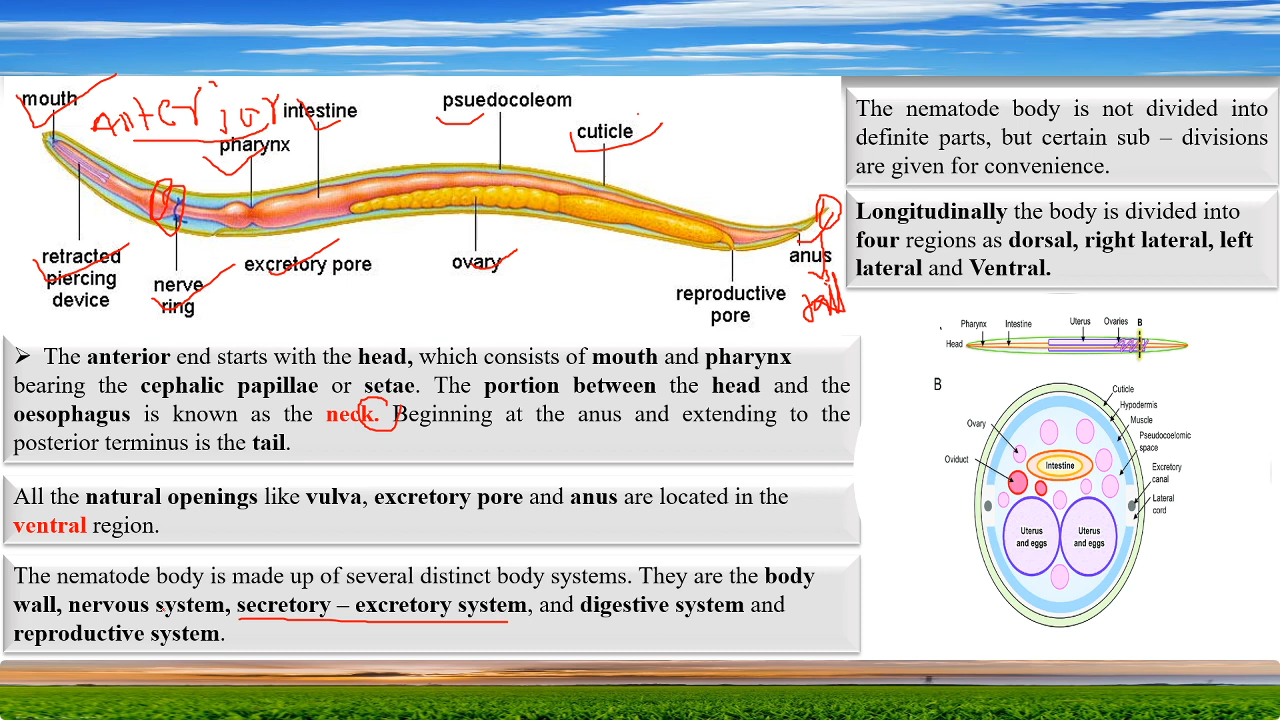 mouth
Anterior
intestine
pharynx
psuedocoleom
cuticle
retracted
piercing
device
nerve
ring
excretory pore
ovary
reproductive
pore
anus
tail
The nematode body is not divided into
definite parts, but certain sub – divisions
are given for convenience.
Longitudinally the body is divided into
four regions as dorsal, right lateral, left
lateral and Ventral.
➢ The anterior end starts with the head, which consists of mouth and pharynx
bearing the cephalic papillae or setae. The portion between the head and the
oesophagus is known as the neck. Beginning at the anus and extending to the
posterior terminus is the tail.
All the natural openings like vulva, excretory pore and anus are located in the
ventral region.
The nematode body is made up of several distinct body systems. They are the body
wall, nervous system, secretory – excretory system, and digestive system and
reproductive system.
Pharynx
Intestine
Uterus
Ovaries
B
Head
B
Cuticle
Hypodermis
Muscle
Pseudocoelomic
space
Excretory
canal
Lateral
cord
Ovary
Oviduct
Intestine
Uterus
and eggs
Uterus
and eggs